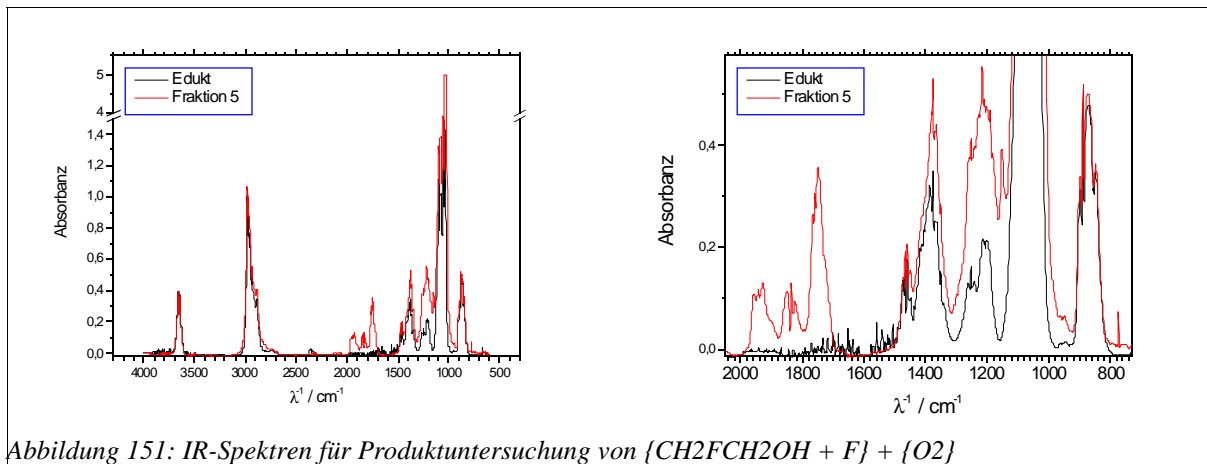 Edukt
Fraktion 5
5
4
1,4
1,2
1,0
0,8
0,6
0,4
0,2
0,0
Absorbanz
4000 3500 3000 2500 2000 1500 1000 500
λ⁻¹ / cm⁻¹
Edukt
Fraktion 5
0,4
0,2
0,0
Absorbanz
2000 1800 1600 1400 1200 1000 800
λ⁻¹ / cm⁻¹
Abbildung 151: IR-Spektren für Produktuntersuchung von {CH2FCH2OH + F} + {O2}